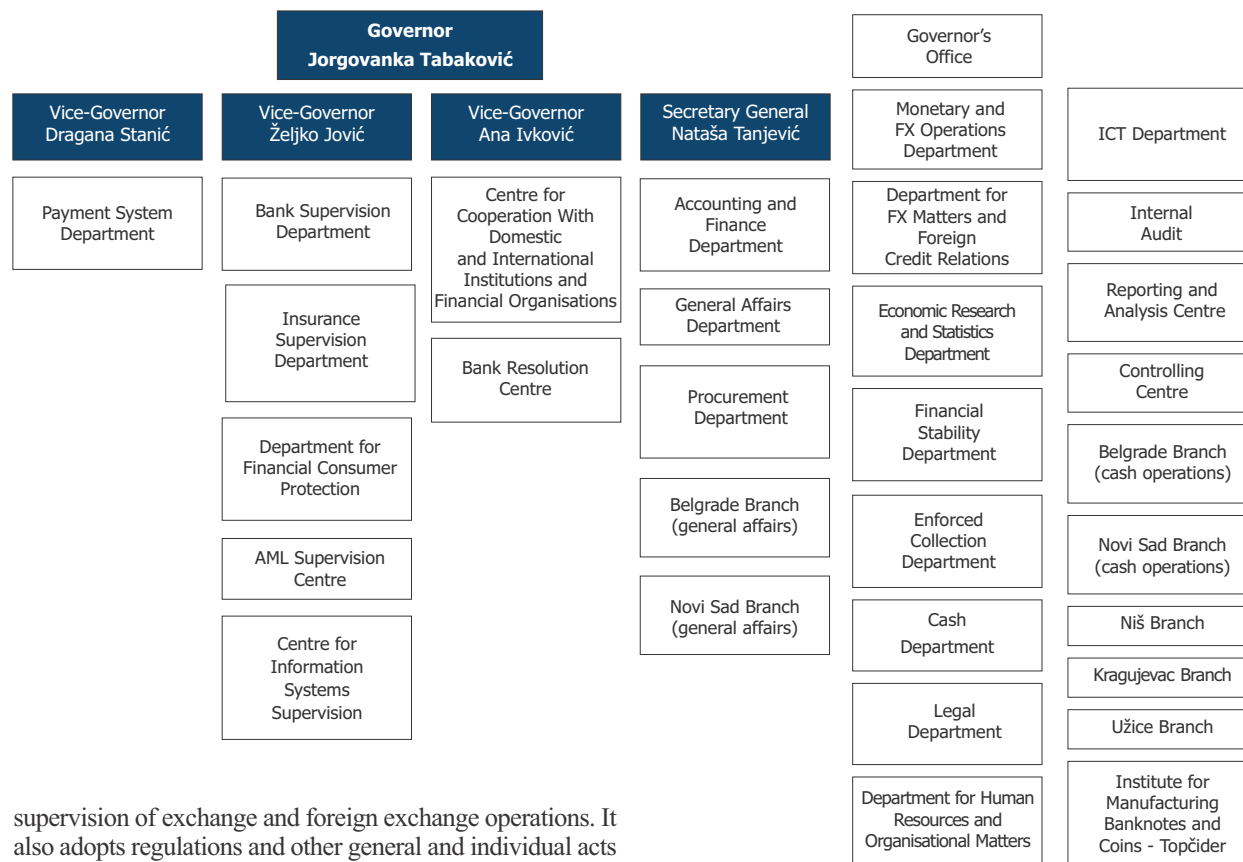 Governor
Jorgovanka Tabaković
Vice-Governor
Dragana Stanić
Payment System
Department
Vice-Governor
Željko Jović
Bank Supervision
Department
Insurance
Supervision
Department
Department for
Financial Consumer
Protection
AML Supervision
Centre
Centre for
Information
Systems
Supervision
Vice-Governor
Ana Ivković
Centre for
Cooperation With
Domestic
and International
Institutions and
Financial Organisations
Bank Resolution
Centre
Secretary General
Nataša Tanjević
Accounting and
Finance
Department
General Affairs
Department
Procurement
Department
Belgrade Branch
(general affairs)
Novi Sad Branch
(general affairs)
Governor’s
Office
Monetary and
FX Operations
Department
Department for
FX Matters and
Foreign
Credit Relations
Economic Research
and Statistics
Department
Financial
Stability
Department
Enforced
Collection
Department
Cash
Department
Legal
Department
Department for Human
Resources and
Organisational Matters
ICT Department
Internal
Audit
Reporting and
Analysis Centre
Controlling
Centre
Belgrade Branch
(cash operations)
Novi Sad Branch
(cash operations)
Niš Branch
Kragujevac Branch
Užice Branch
Institute for
Manufacturing
Banknotes and
Coins - Topčider
supervision of exchange and foreign exchange operations. It
also adopts regulations and other general and individual acts